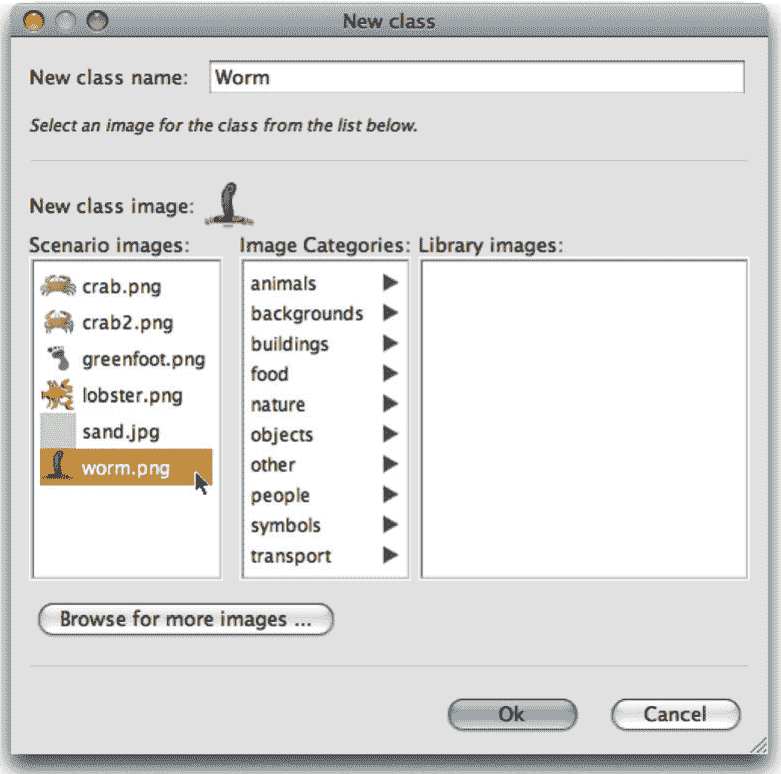 New class
New class name: Worm
Select an image for the class from the list below.
New class image:
Scenario images:
crab.png
crab2.png
greenfoot.png
lobster.png
sand.jpg
worm.png
Image Categories:
animals
backgrounds
buildings
food
nature
objects
other
people
symbols
transport
Library images:
Browse for more images ...
Ok
Cancel